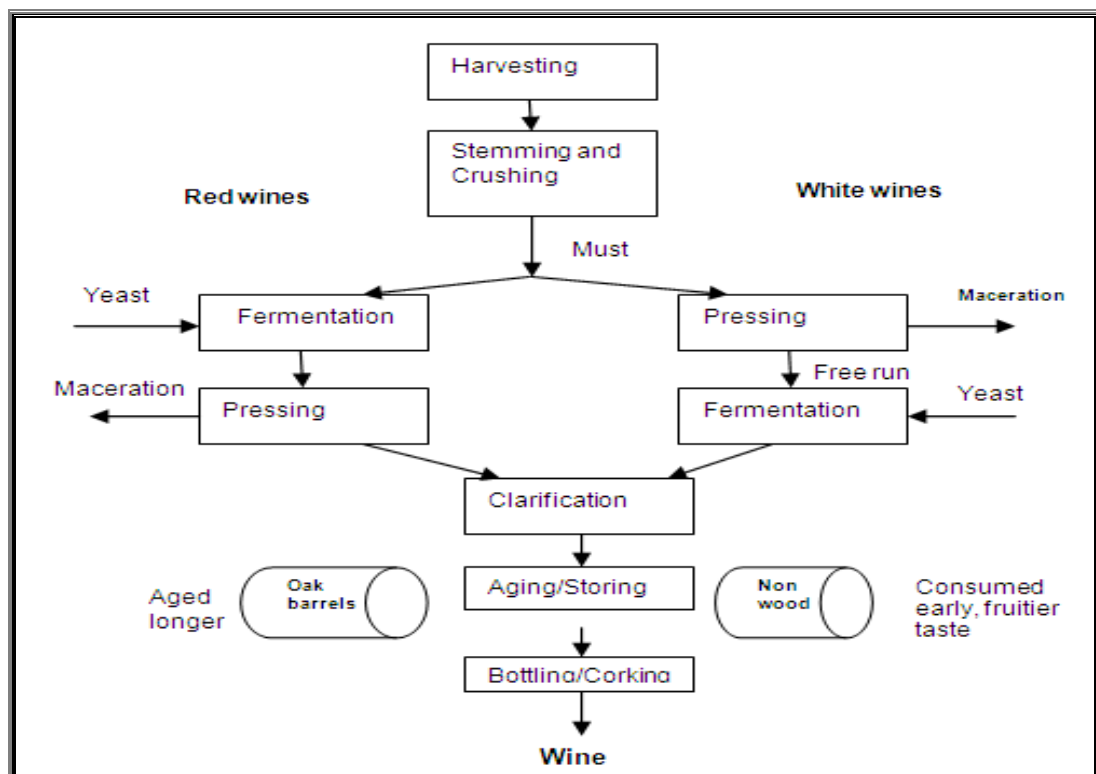 Harvesting
Stemming and
Crushing
Red wines
White wines
Must
Yeast
Fermentation
Pressing
Maceration
Maceration
Pressing
Free run
Fermentation
Yeast
Clarification
Aged
longer
Oak
barrels
Aging/Storing
Non
wood
Consumed
early, fruitier
taste
Bottling/Corking
Wine